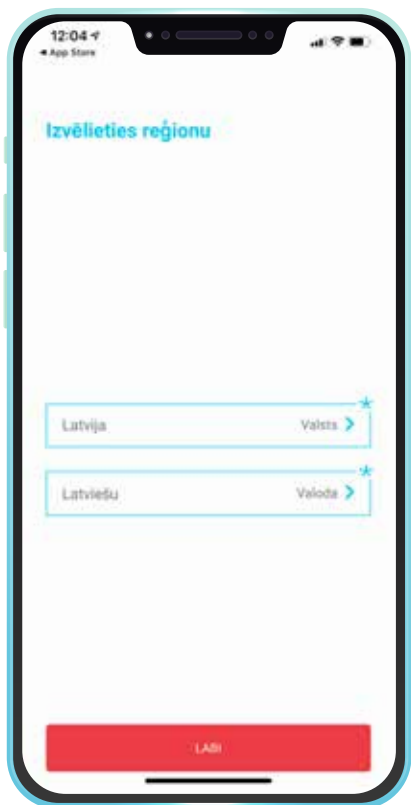 12:04
App Store
Izvēlieties reģionu
Latvija Valsts
Latviešu Valoda
LABI